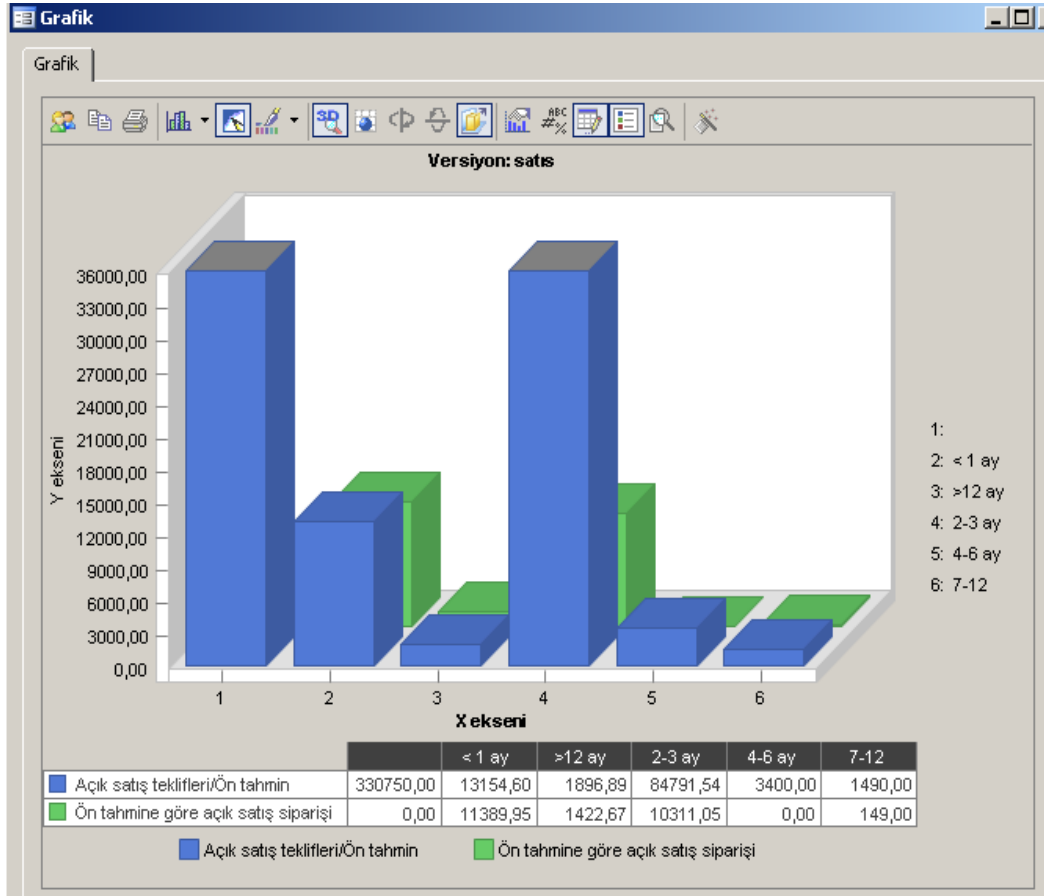 Grafik
Grafik
3D
ABC
#%
Versiyon: satıs
36000,00
33000,00
30000,00
27000,00
24000,00
21000,00
18000,00
15000,00
12000,00
9000,00
6000,00
3000,00
0,00
Y ekseni
1 2 3 4 5 6
X ekseni
1:
2: < 1 ay
3: >12 ay
4: 2-3 ay
5: 4-6 ay
6: 7-12
< 1 ay >12 ay 2-3 ay 4-6 ay 7-12
Açık satış teklifleri/Ön tahmin 330750,00 13154,60 1896,89 84791,54 3400,00 1490,00
Ön tahmine göre açık satış siparişi 0,00 11389,95 1422,67 10311,05 0,00 149,00
Açık satış teklifleri/Ön tahmin Ön tahmine göre açık satış siparişi